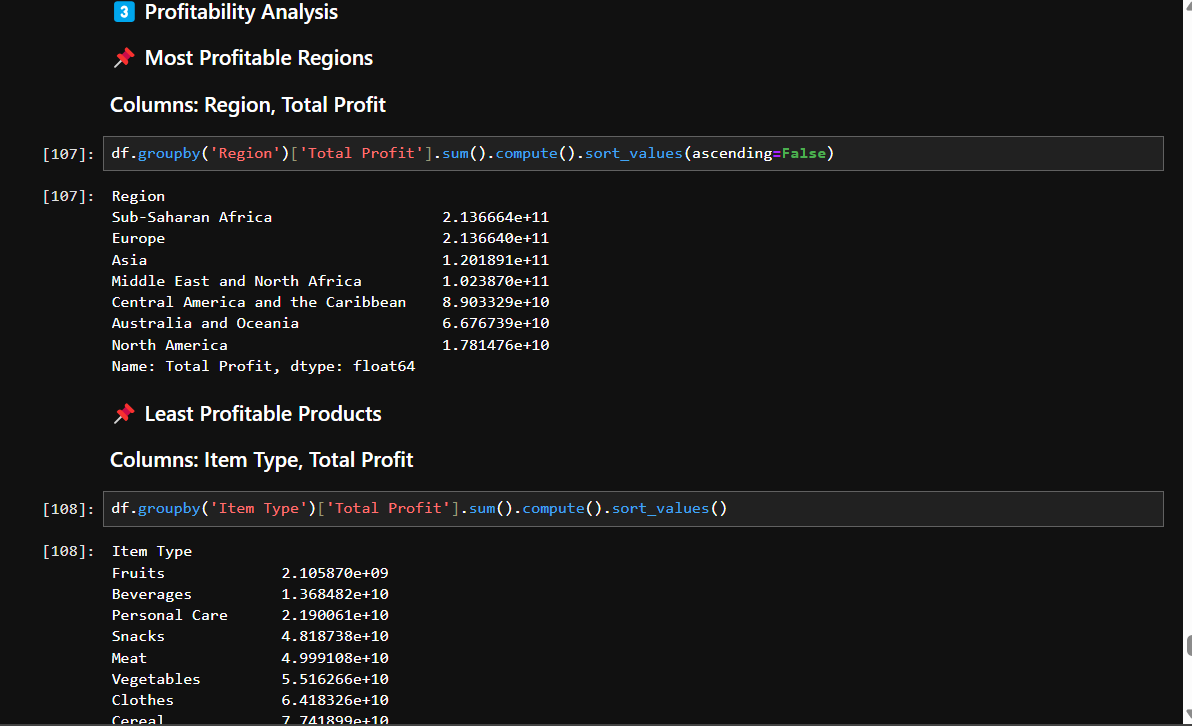 3 Profitability Analysis
📌 Most Profitable Regions
Columns: Region, Total Profit
[107]: df.groupby('Region')['Total Profit'].sum().compute().sort_values(ascending=False)
[107]: Region
Sub-Saharan Africa 2.136664e+11
Europe 2.136640e+11
Asia 1.201891e+11
Middle East and North Africa 1.023870e+11
Central America and the Caribbean 8.903329e+10
Australia and Oceania 6.676739e+10
North America 1.781476e+10
Name: Total Profit, dtype: float64
📌 Least Profitable Products
Columns: Item Type, Total Profit
[108]: df.groupby('Item Type')['Total Profit'].sum().compute().sort_values()
[108]: Item Type
Fruits 2.105870e+09
Beverages 1.368482e+10
Personal Care 2.190061e+10
Snacks 4.818738e+10
Meat 4.999108e+10
Vegetables 5.516266e+10
Clothes 6.418326e+10
Cereal 7.741899e+10